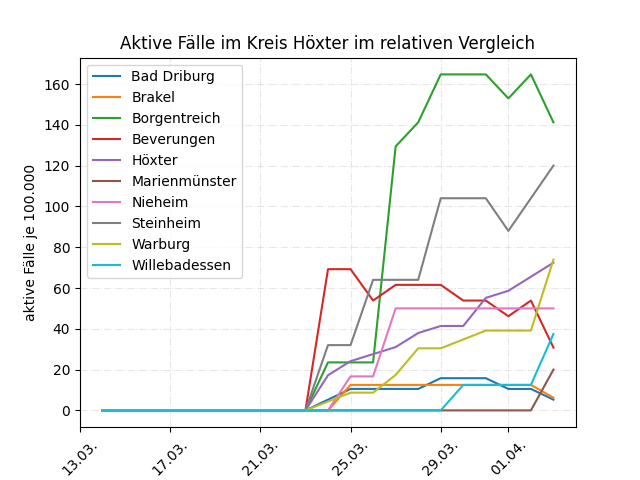 Aktive Fälle im Kreis Höxter im relativen Vergleich
aktive Fälle je 100.000
160
140
120
100
80
60
40
20
0
Bad Driburg
Brakel
Borgentreich
Beverungen
Höxter
Marienmünster
Nieheim
Steinheim
Warburg
Willebadessen
13.03.
17.03.
21.03.
25.03.
29.03.
01.04.